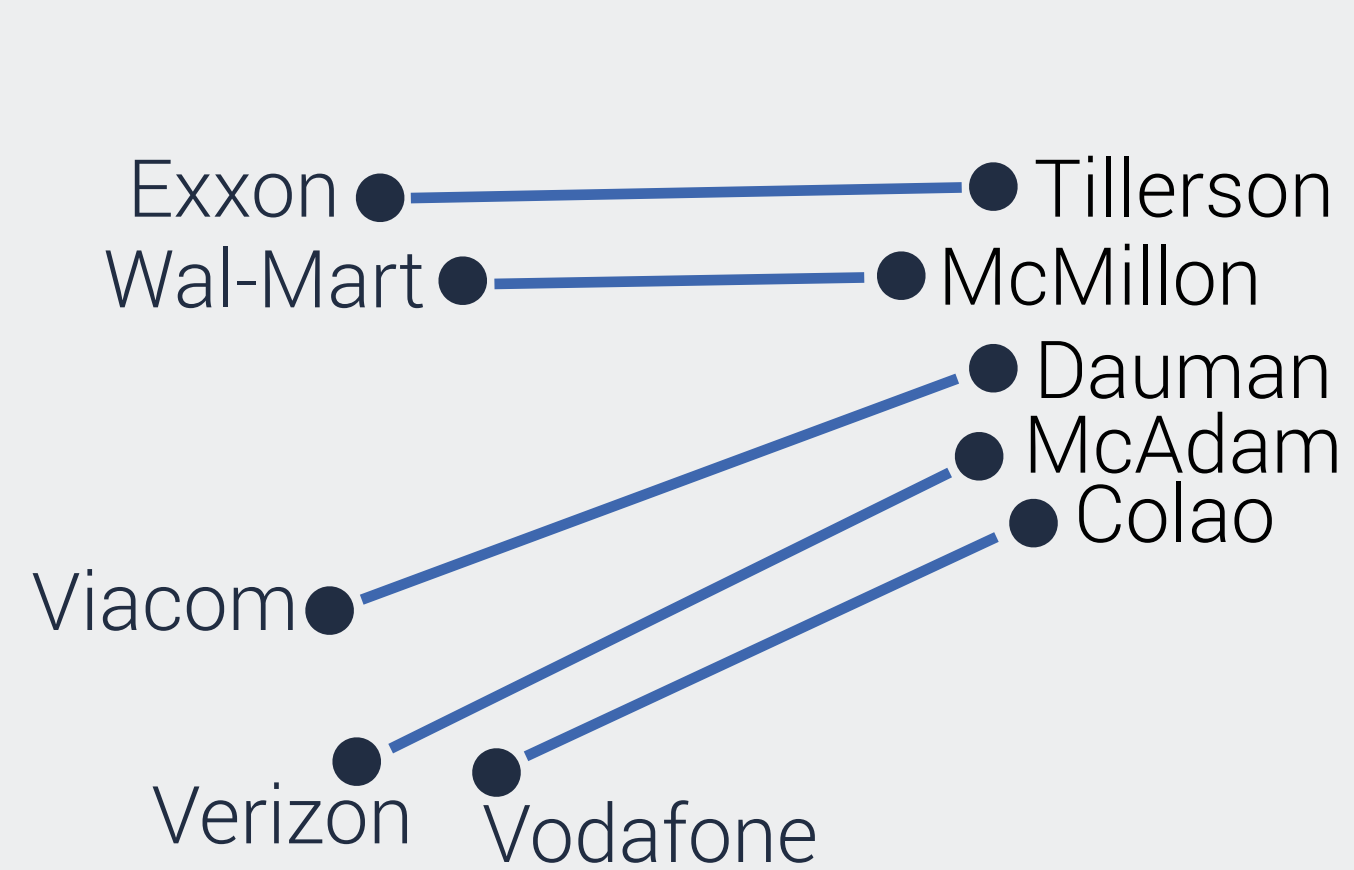 Exxon
Tillerson
Wal-Mart
McMillon
Dauman
McAdam
Colao
Viacom
Verizon
Vodafone